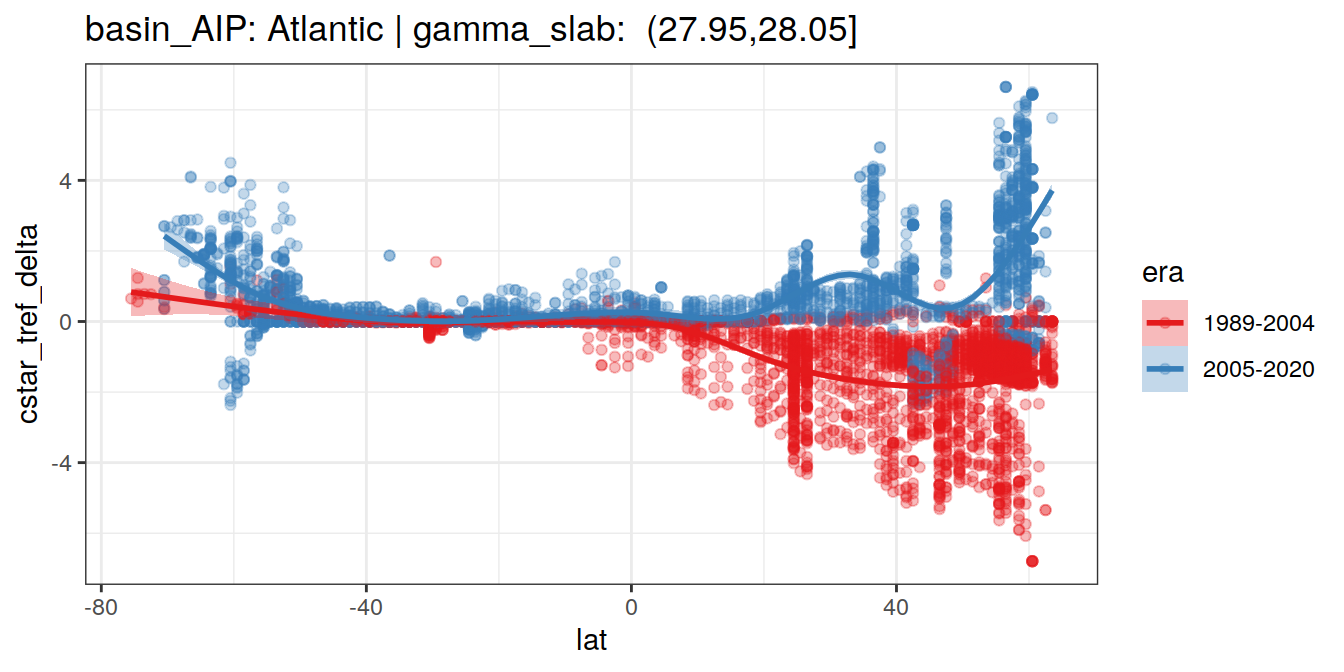 basin_AIP: Atlantic | gamma_slab:  (27.95,28.05]
cstar_tref_delta
4
0
-4
-80
-40
0
40
lat
era
1989-2004
2005-2020